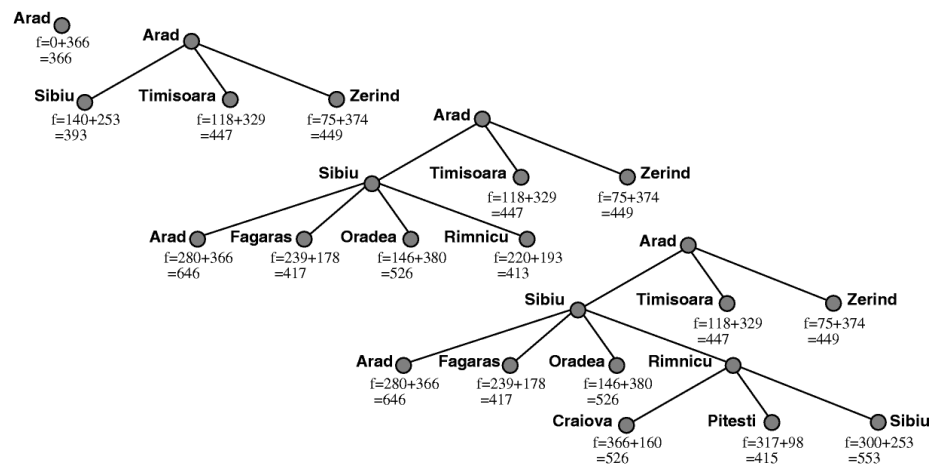 Arad
f=0+366
=366
Arad
Sibiu
f=140+253
=393
Timisoara
f=118+329
=447
Zerind
f=75+374
=449
Arad
Sibiu
Timisoara
f=118+329
=447
Zerind
f=75+374
=449
Arad
f=280+366
=646
Fagaras
f=239+178
=417
Oradea
f=146+380
=526
Rimnicu
f=220+193
=413
Arad
Sibiu
Timisoara
f=118+329
=447
Zerind
f=75+374
=449
Arad
f=280+366
=646
Fagaras
f=239+178
=417
Oradea
f=146+380
=526
Rimnicu
Craiova
f=366+160
=526
Pitesti
f=317+98
=415
Sibiu
f=300+253
=553